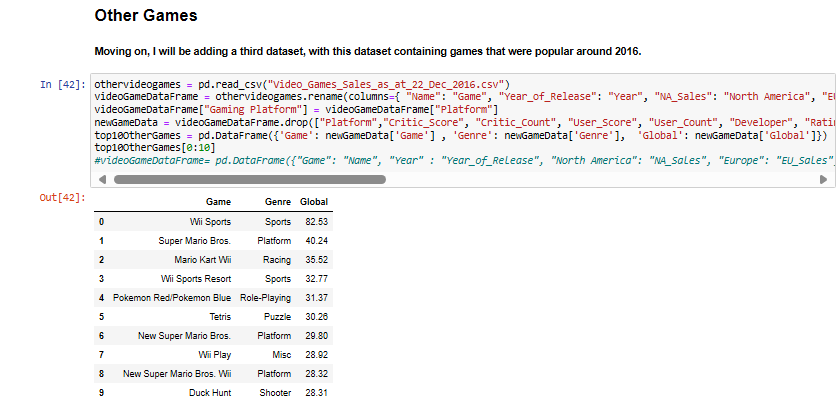 Other Games
Moving on, I will be adding a third dataset, with this dataset containing games that were popular around 2016.
In [42]: othervideogames = pd.read_csv("Video_Games_Sales_as_at_22_Dec_2016.csv")
videoGameDataFrame = othervideogames.rename(columns={ "Name": "Game", "Year_of_Release": "Year", "NA_Sales": "North America", "EU
videoGameDataFrame["Gaming Platform"] = videoGameDataFrame["Platform"]
newGameData = videoGameDataFrame.drop(["Platform","Critic_Score", "Critic_Count", "User_Score", "User_Count", "Developer", "Ratin
top10OtherGames = pd.DataFrame({'Game': newGameData['Game'] , 'Genre': newGameData['Genre'], 'Global': newGameData['Global']})
top10OtherGames[0:10]
#videoGameDataFrame= pd.DataFrame({"Game": "Name", "Year" : "Year_of_Release", "North America": "NA_Sales", "Europe": "EU_Sales"
Out[42]:
Game Genre Global
0 Wii Sports Sports 82.53
1 Super Mario Bros. Platform 40.24
2 Mario Kart Wii Racing 35.52
3 Wii Sports Resort Sports 32.77
4 Pokemon Red/Pokemon Blue Role-Playing 31.37
5 Tetris Puzzle 30.26
6 New Super Mario Bros. Platform 29.80
7 Wii Play Misc 28.92
8 New Super Mario Bros. Wii Platform 28.32
9 Duck Hunt Shooter 28.31